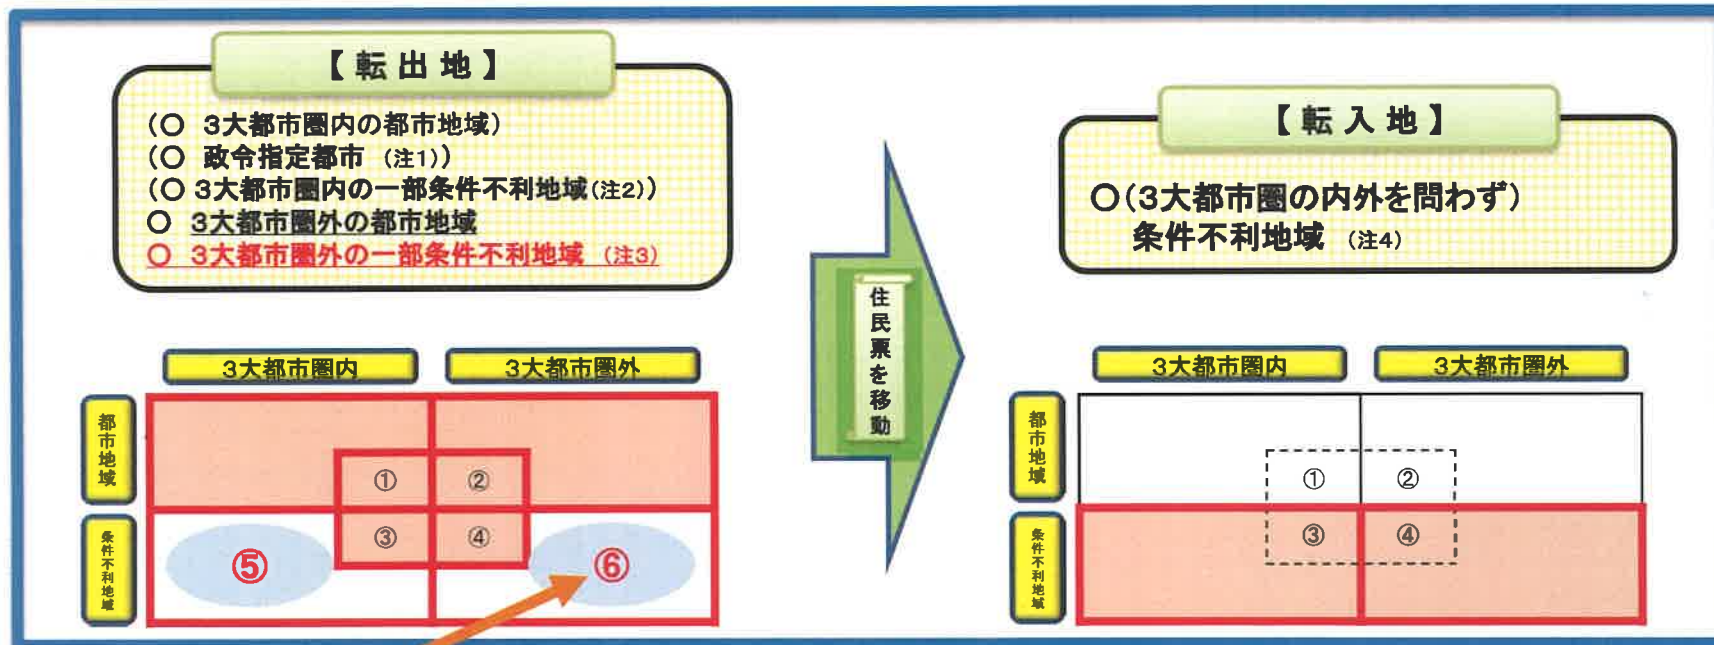 【 転 出 地 】
(○ 3大都市圏内の都市地域)
(○ 政令指定都市 (注1))
(○ 3大都市圏内の一部条件不利地域(注2))
○ 3大都市圏外の都市地域
○ 3大都市圏外の一部条件不利地域 (注3)
3大都市圏内
3大都市圏外
都市地域
① ②
条件不利地域
③ ④
⑤ ⑥
住民票を移動
【 転 入 地 】
○(3大都市圏の内外を問わず)
条件不利地域 (注4)
3大都市圏内
3大都市圏外
都市地域
① ②
条件不利地域
③ ④